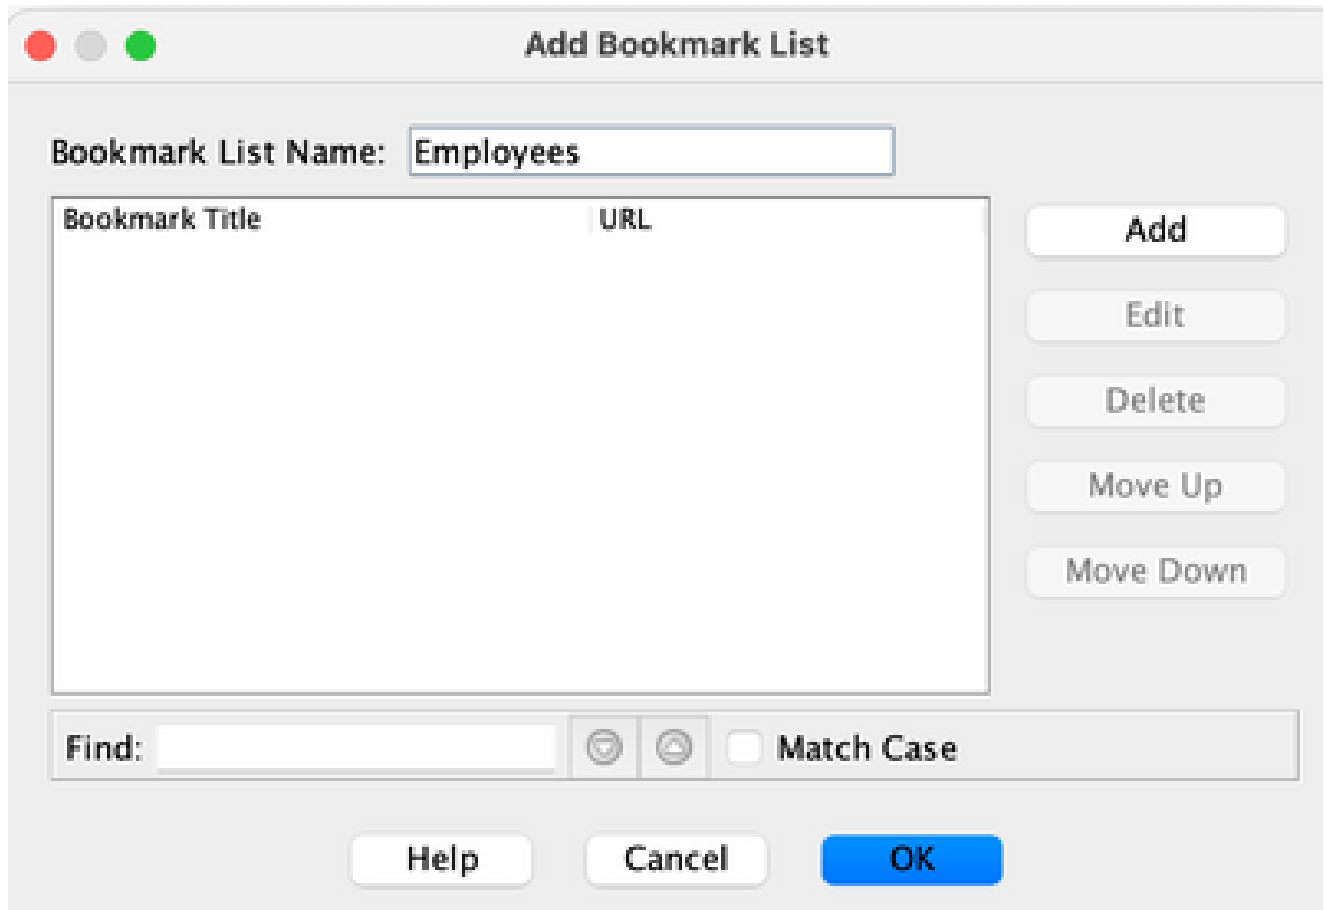 Add Bookmark List
Bookmark List Name: Employees
Bookmark Title URL
Add
Edit
Delete
Move Up
Move Down
Find: Match Case
Help Cancel OK